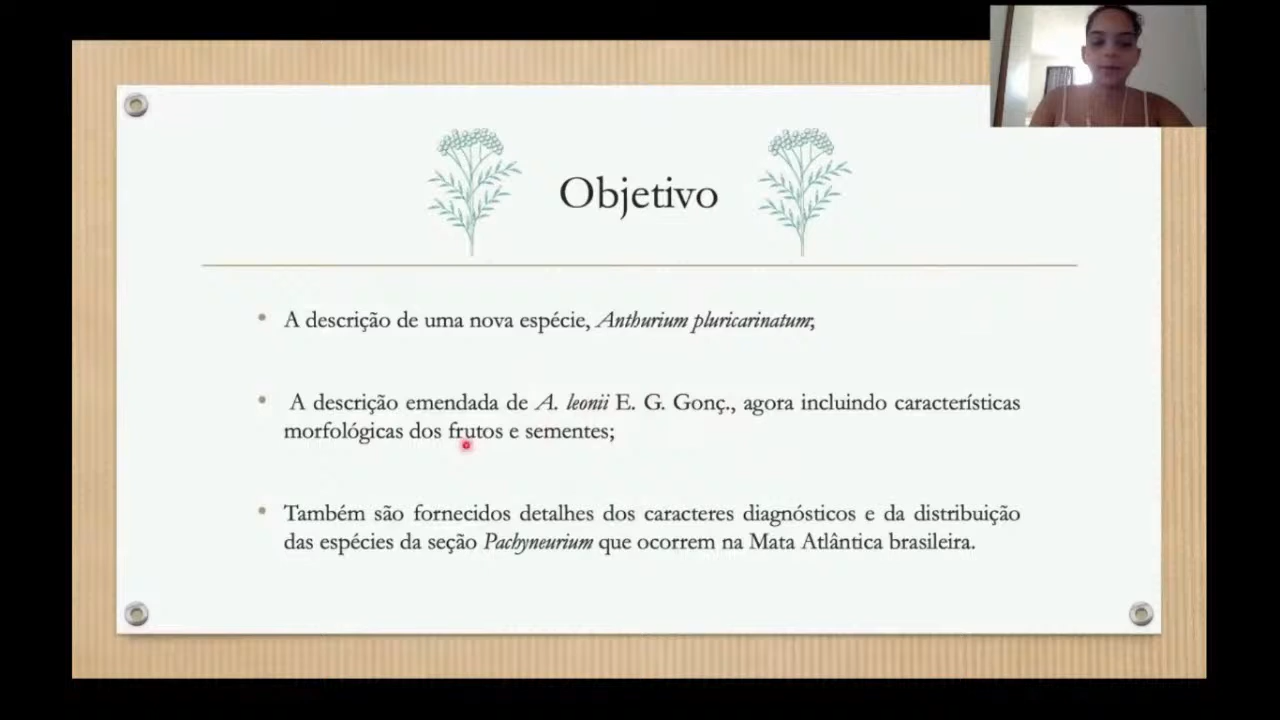 Objetivo
• A descrição de uma nova espécie, Anthurium pluricarinatum;
• A descrição emendada de A. leonii E. G. Gonç., agora incluindo características
morfológicas dos frutos e sementes;
• Também são fornecidos detalhes dos caracteres diagnósticos e da distribuição
das espécies da seção Pachyneurium que ocorrem na Mata Atlântica brasileira.